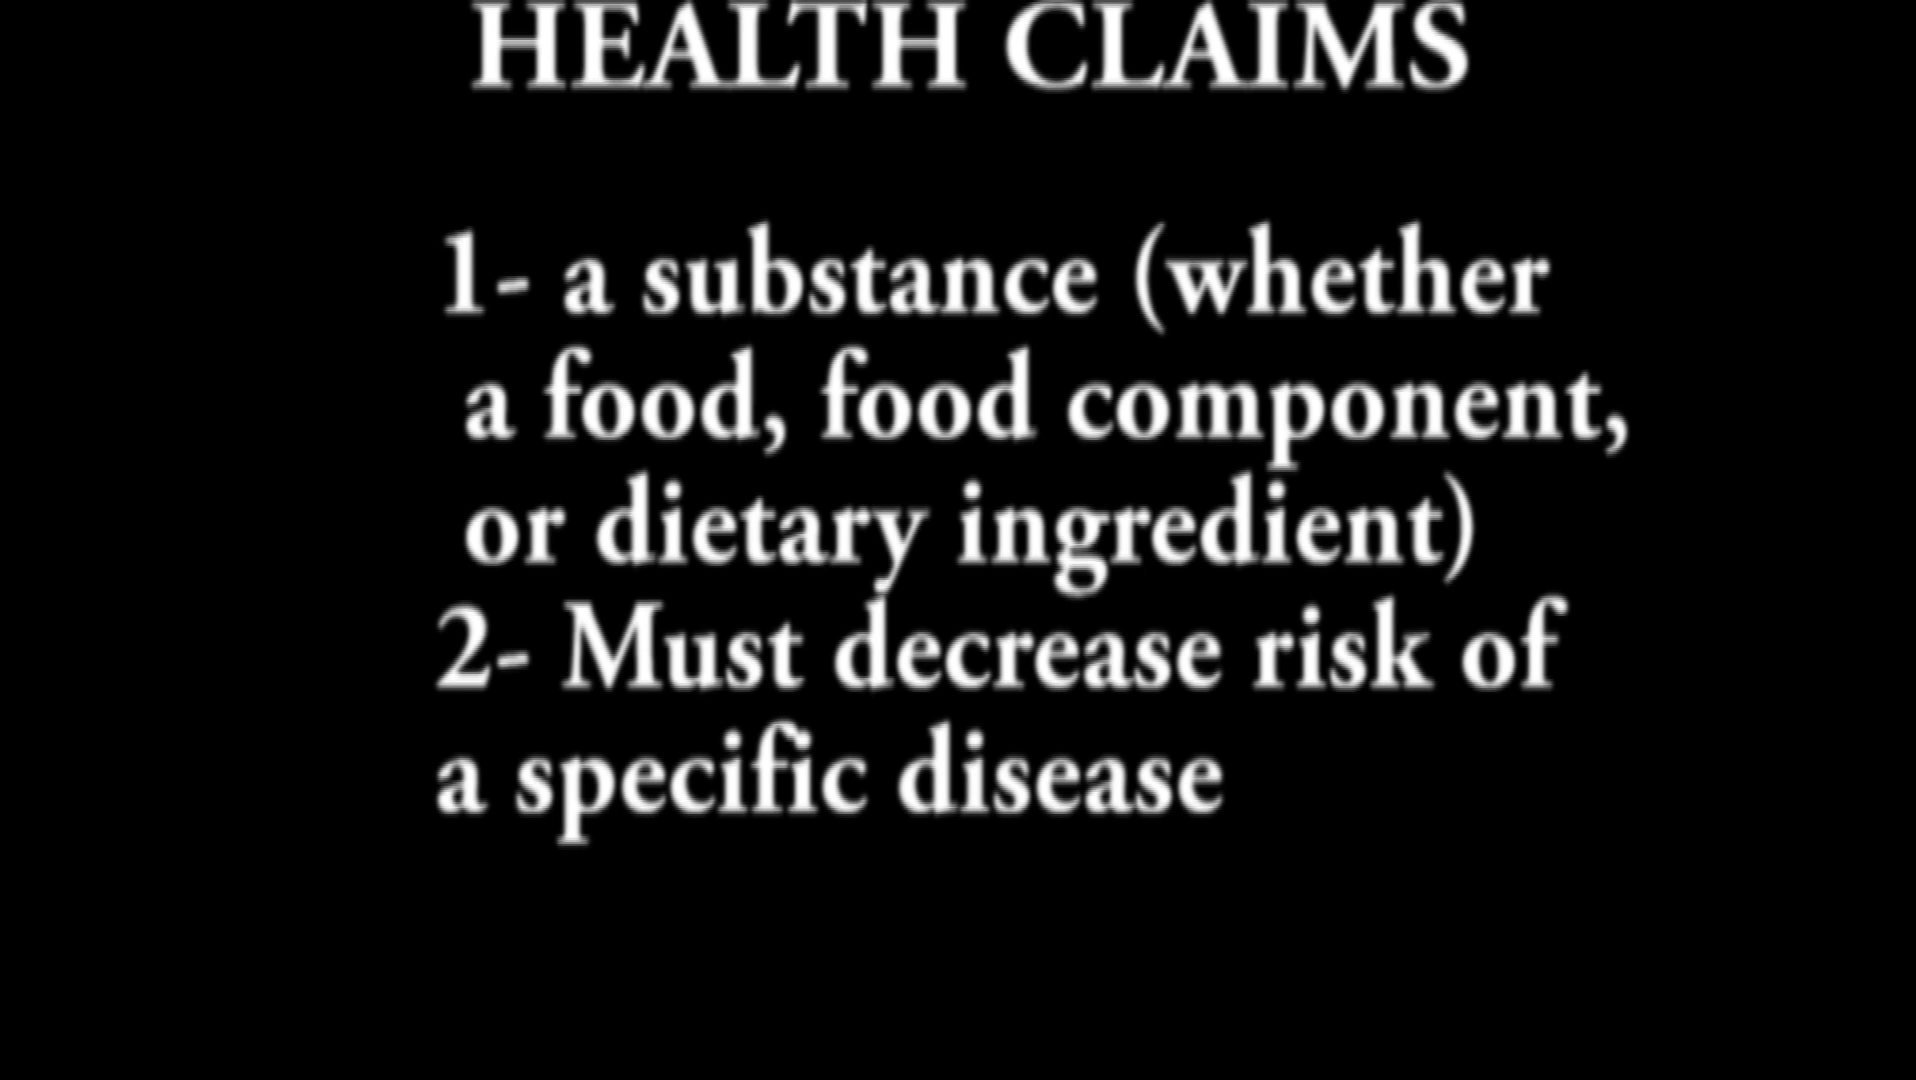 HEALTH CLAIMS
1- a substance (whether
a food, food component,
or dietary ingredient)
2- Must decrease risk of
a specific disease